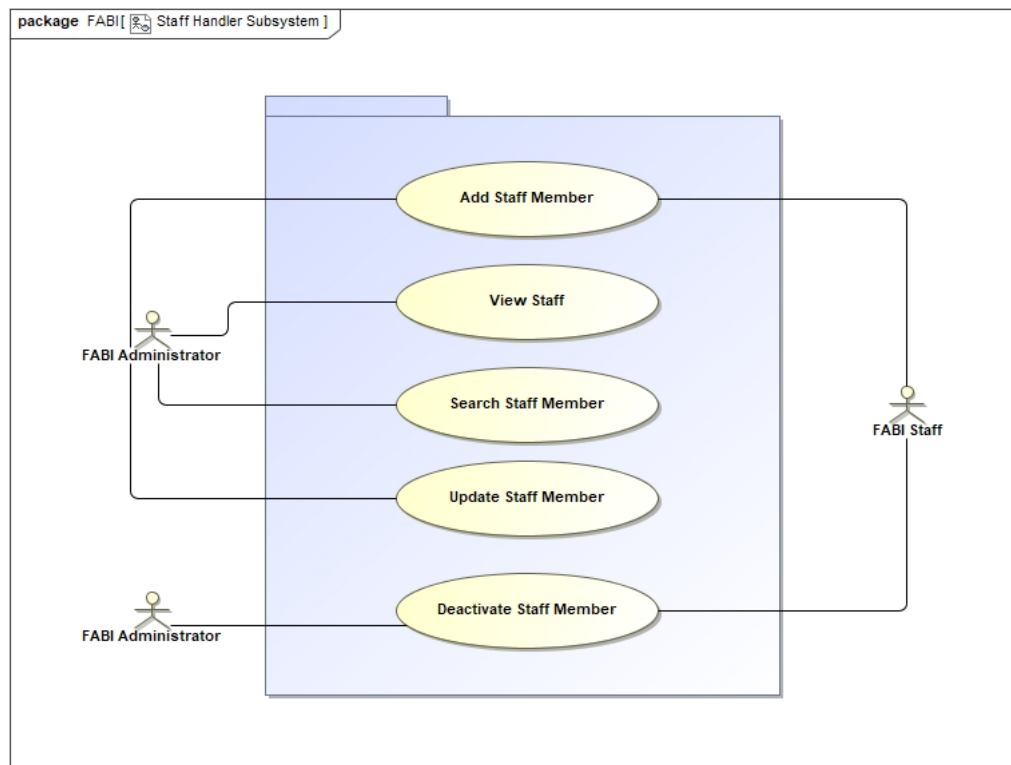 package FABI[ Staff Handler Subsystem ]
Add Staff Member
View Staff
FABI Administrator
Search Staff Member
FABI Staff
Update Staff Member
Deactivate Staff Member
FABI Administrator